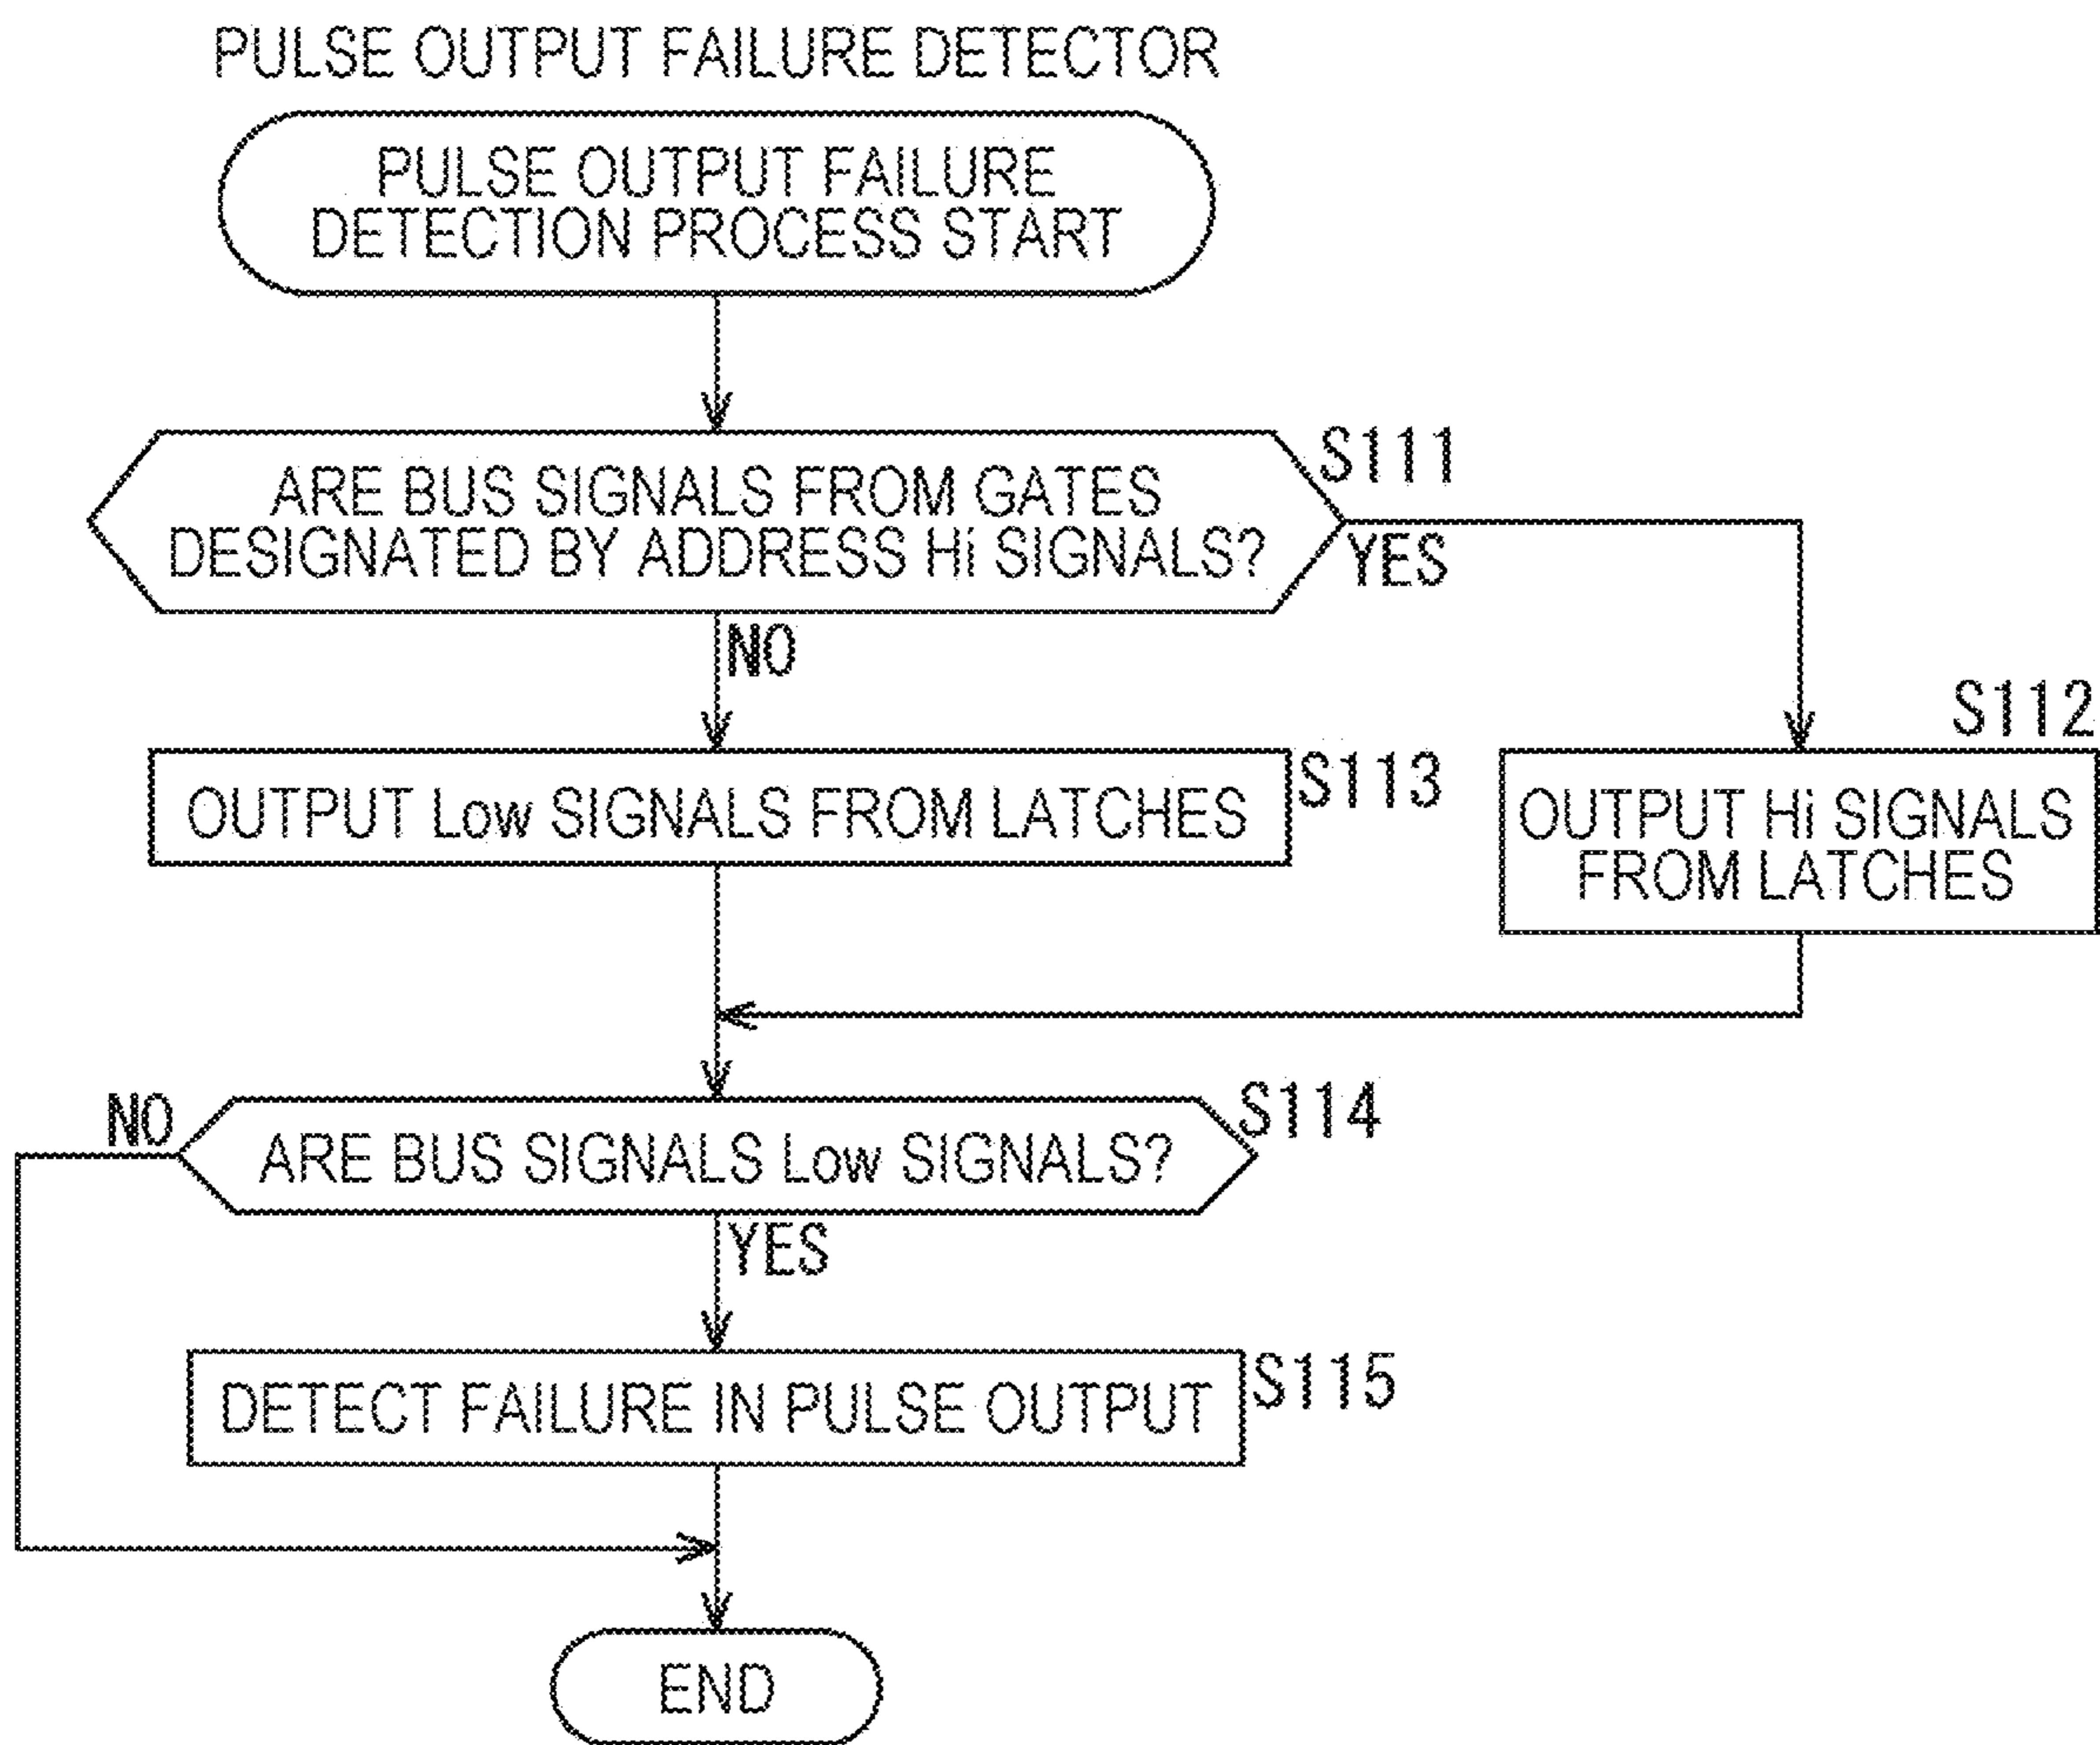 PULSE OUTPUT FAILURE DETECTOR
PULSE OUTPUT FAILURE
DETECTION PROCESS START
S111
ARE BUS SIGNALS FROM GATES
DESIGNATED BY ADDRESS Hi SIGNALS?
YES
NO
S112
S113
OUTPUT Low SIGNALS FROM LATCHES
OUTPUT Hi SIGNALS
FROM LATCHES
S114
NO
ARE BUS SIGNALS Low SIGNALS?
YES
S115
DETECT FAILURE IN PULSE OUTPUT
END